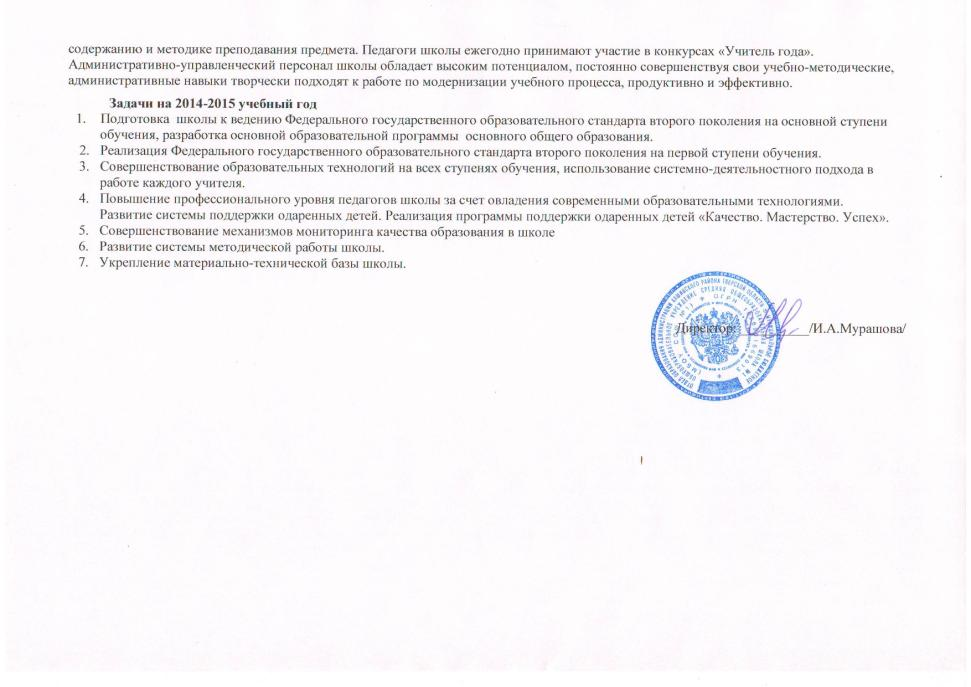 содержанию и методике преподавания предмета. Педагоги школы ежегодно принимают участие в конкурсах «Учитель года».
Административно-управленческий персонал школы обладает высоким потенциалом, постоянно совершенствуя свои учебно-методические,
административные навыки творчески подходят к работе по модернизации учебного процесса, продуктивно и эффективно.
Задачи на 2014-2015 учебный год
1. Подготовка школы к ведению Федерального государственного образовательного стандарта второго поколения на основной ступени
обучения, разработка основной образовательной программы основного общего образования.
2. Реализация Федерального государственного образовательного стандарта второго поколения на первой ступени обучения.
3. Совершенствование образовательных технологий на всех ступенях обучения, использование системно-деятельностного подхода в
работе каждого учителя.
4. Повышение профессионального уровня педагогов школы за счет овладения современными образовательными технологиями.
Развитие системы поддержки одаренных детей. Реализация программы поддержки одаренных детей «Качество. Мастерство. Успех».
5. Совершенствование механизмов мониторинга качества образования в школе
6. Развитие системы методической работы школы.
7. Укрепление материально-технической базы школы.
Директор: __________/И.А.Мурашова/